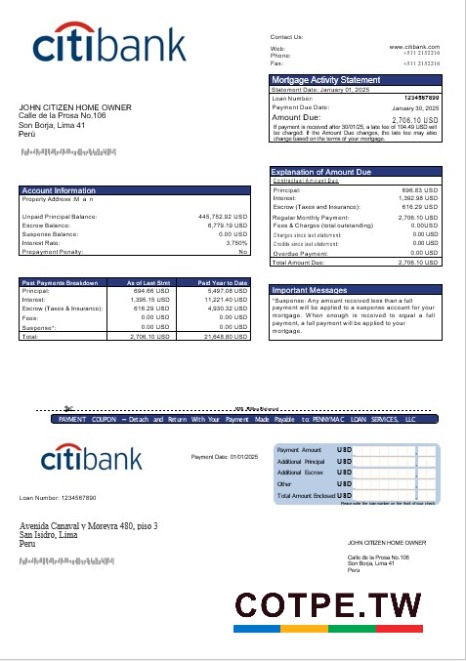 citibank
Contact Us:
Web: www.citibank.com
Phone: +511 2152216
Fax: +511 2152216
Mortgage Activity Statement
Statement Date: January 01, 2025
Loan Number: 1234567890
Payment Due Date January 30, 2025
Amount Due: 2,706.10 USD
If payment is received after 30/01/25, a late fee of 104.49 USD will
be charged. If the Amount Due changes, the late fee may also
change based on the terms of your mortgage.
JOHN CITIZEN HOME OWNER
Calle de la Prosa No.106
San Borja, Lima 41
Perú
Account Information
Property Address: M a n
Unpaid Principal Balance: 445,752.92 USD
Escrow Balance: 6,779.19 USD
Suspense Balance: 0.00 USD
Interest Rate: 3.750%
Prepayment Penalty: No
Explanation of Amount Due
Contractual Amount Due
Principal: 696.83 USD
Interest: 1,392.98 USD
Escrow (Taxes and Insurance): 616.29 USD
Regular Monthly Payment: 2,706.10 USD
Fees & Charges (total outstanding) 0.00USD
Charges since last statement: 0.00 USD
Credits since last statement: 0.00 USD
Overdue Payment: 0.00 USD
Total Amount Due: 2,706.10 USD
Past Payments Breakdown As of Last Stmt Paid Year to Date
Principal: 694.66 USD 5,497.08 USD
Interest: 1,395.15 USD 11,221.40 USD
Escrow (Taxes & Insurance): 616.29 USD 4,930.32 USD
Fees: 0.00 USD 0.00 USD
Suspense*: 0.00 USD 0.00 USD
Total: 2,706.10 USD 21,648.80 USD
Important Messages
*Suspense: Any amount received less than a full
payment will be applied to a suspense account for your
mortgage. When enough is received to equal a
full payment, a full payment will be applied to your
mortgage.
PAYMENT COUPON – Detach and Return With Your Payment Made Payable to: PENNYMAC LOAN SERVICES, LLC
citibank
Payment Date: 01/01/2025
Payment Amount USD
Additional Principal USD
Additional Escrow USD
Other USD
Total Amount Enclosed USD
Loan Number: 1234567890
Avenida Canaval y Moreyra 480, piso 3
San Isidro, Lima
Peru
JOHN CITIZEN HOME OWNER
Calle de la Prosa No.106
San Borja, Lima 41
Perú
COTPE.TW